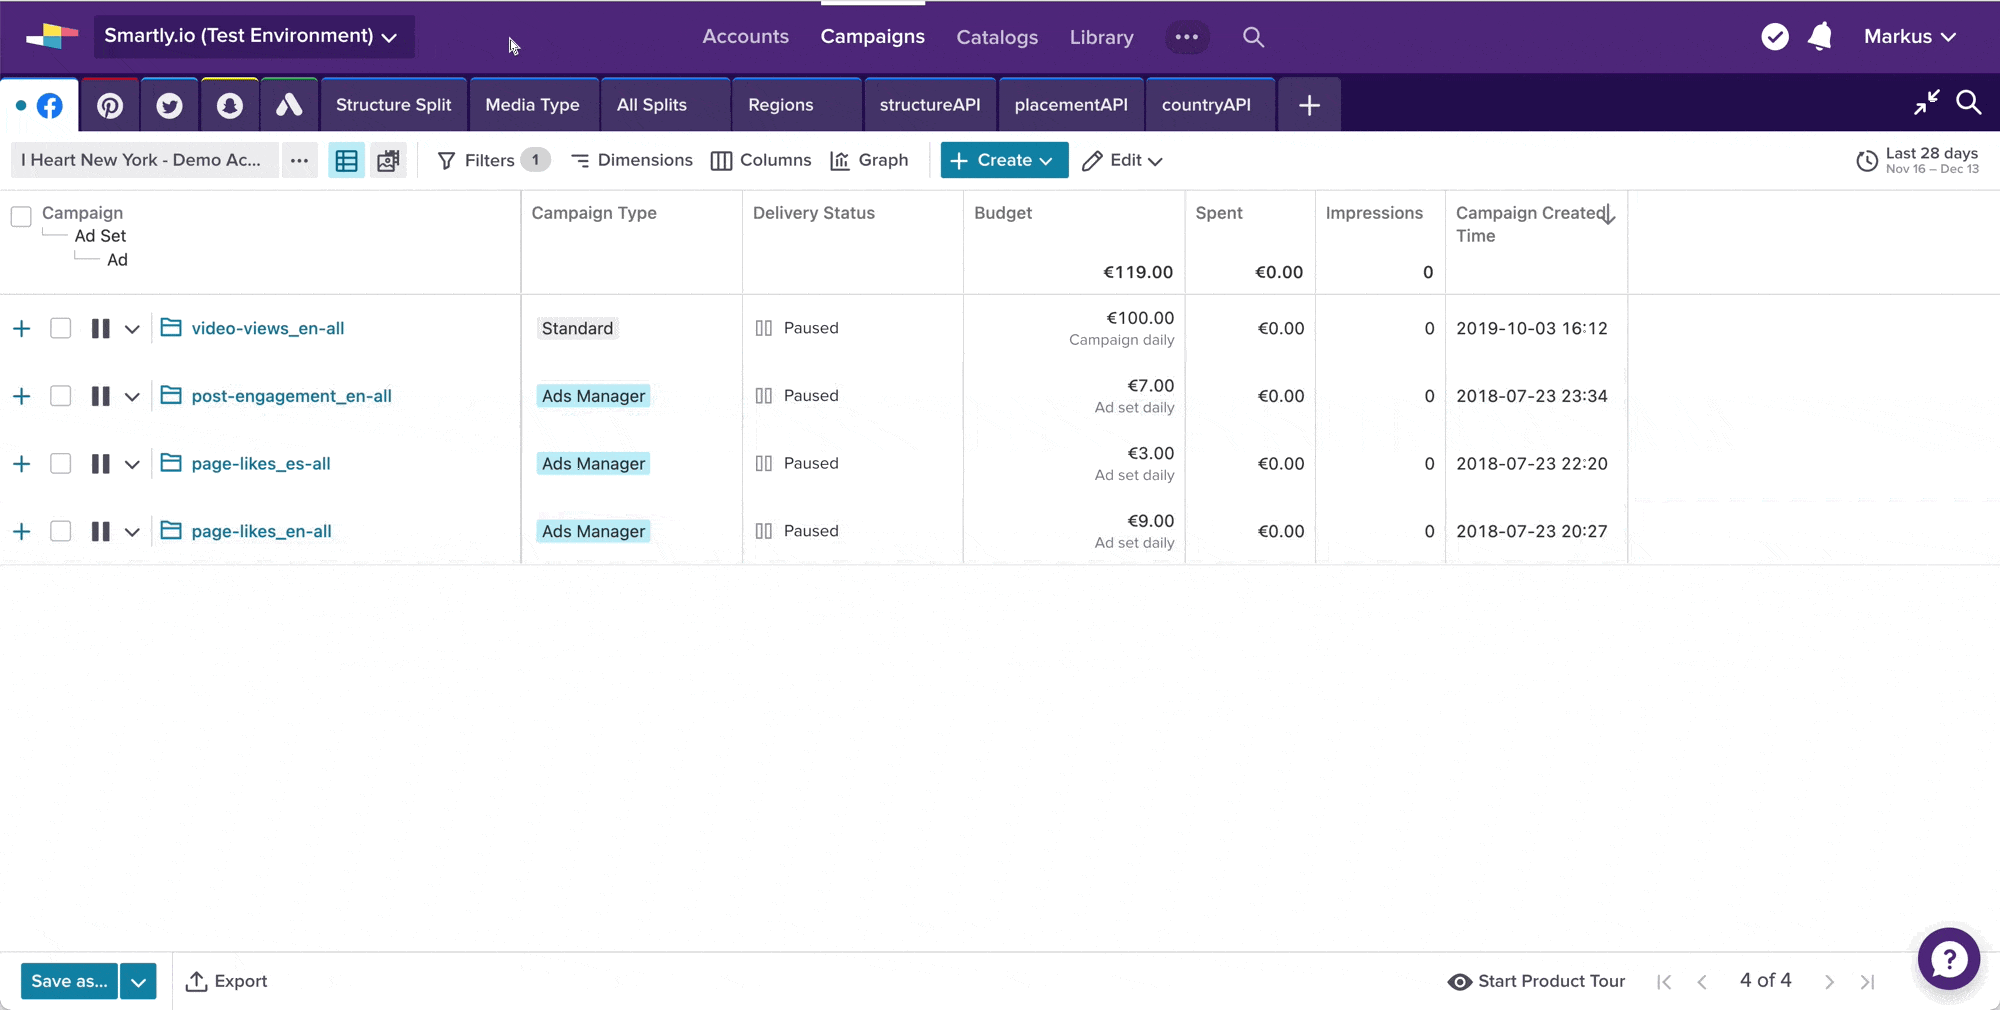 Smartly.io (Test Environment)
Accounts
Campaigns
Catalogs
Library
Markus
Structure Split
Media Type
All Splits
Regions
structureAPI
placementAPI
countryAPI
I Heart New York - Demo Ac...
Filters 1
Dimensions
Columns
Graph
Create
Edit
Last 28 days
Nov 16 – Dec 13
Campaign
Ad Set
Ad
Campaign Type
Delivery Status
Budget
€119.00
Spent
€0.00
Impressions
0
Campaign Created
Time
video-views_en-all
Standard
Paused
€100.00
Campaign daily
€0.00
0
2019-10-03 16:12
post-engagement_en-all
Ads Manager
Paused
€7.00
Ad set daily
€0.00
0
2018-07-23 23:34
page-likes_es-all
Ads Manager
Paused
€3.00
Ad set daily
€0.00
0
2018-07-23 22:20
page-likes_en-all
Ads Manager
Paused
€9.00
Ad set daily
€0.00
0
2018-07-23 20:27
Save as...
Export
Start Product Tour
4 of 4